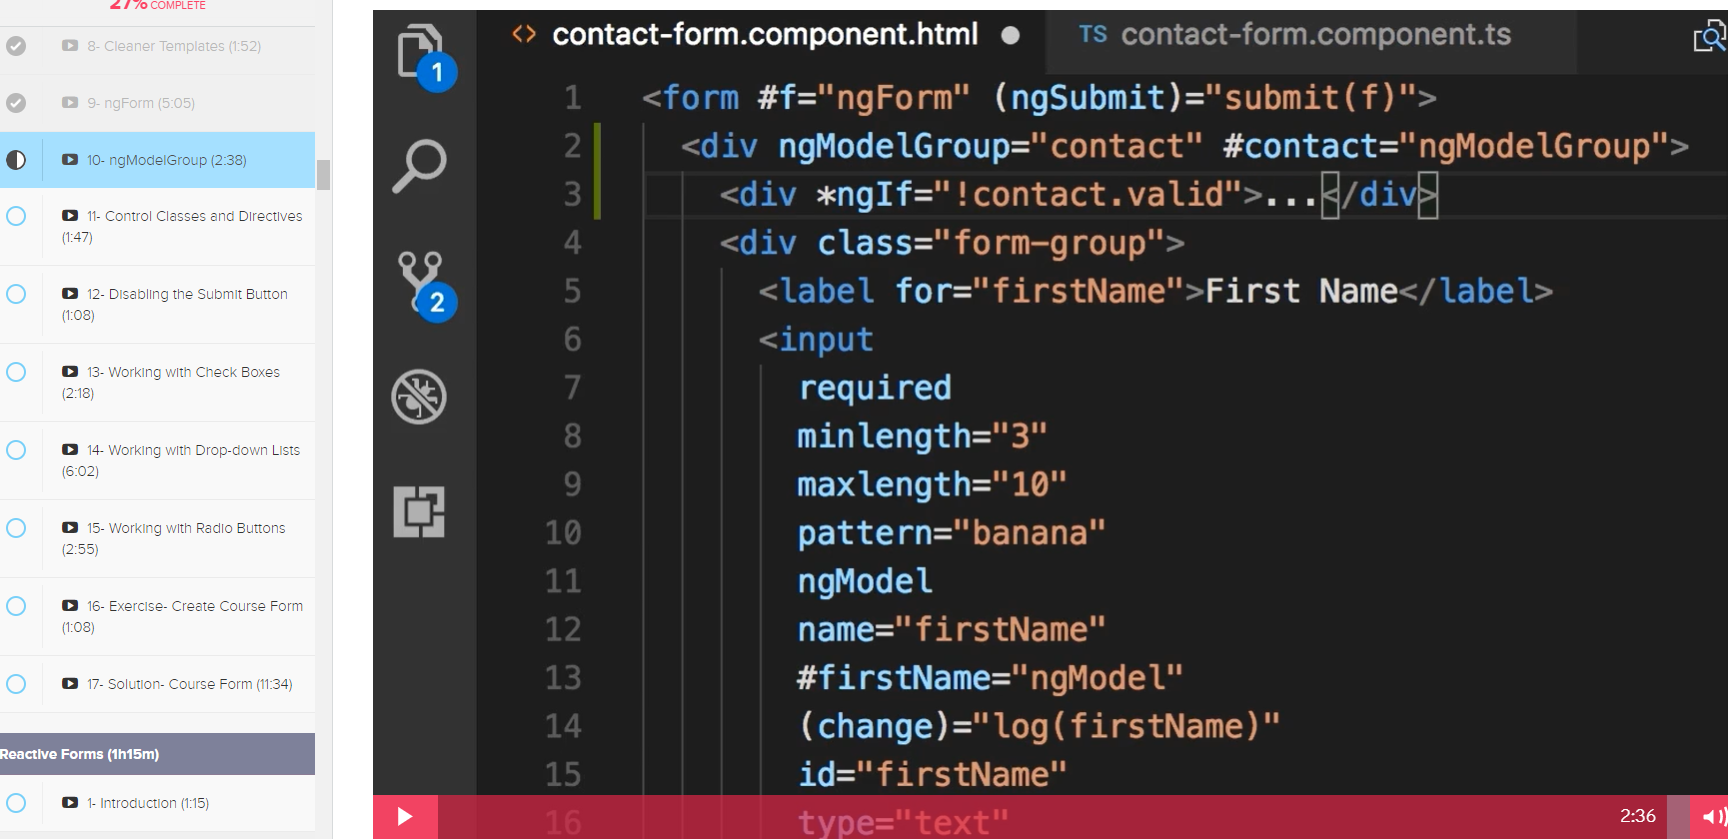 27% COMPLETE
8- Cleaner Templates (1:52)
9- ngForm (5:05)
10- ngModelGroup (2:38)
11- Control Classes and Directives
(1:47)
12- Disabling the Submit Button
(1:08)
13- Working with Check Boxes
(2:18)
14- Working with Drop-down Lists
(6:02)
15- Working with Radio Buttons
(2:55)
16- Exercise- Create Course Form
(1:08)
17- Solution- Course Form (11:34)
Reactive Forms (1h15m)
1- Introduction (1:15)
1
2
<> contact-form.component.html ●
TS contact-form.component.ts
1 <form #f="ngForm" (ngSubmit)="submit(f)">
2 <div ngModelGroup="contact" #contact="ngModelGroup">
3 <div *ngIf="!contact.valid">...</div>
4 <div class="form-group">
5 <label for="firstName">First Name</label>
6 <input
7 required
8 minlength="3"
9 maxlength="10"
10 pattern="banana"
11 ngModel
12 name="firstName"
13 #firstName="ngModel"
14 (change)="log(firstName)"
15 id="firstName"
16 type="text"
2:36